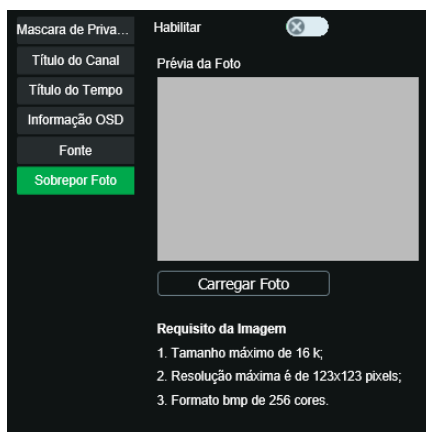 Mascara de Priva...
Título do Canal
Título do Tempo
Informação OSD
Fonte
Sobrepor Foto
Habilitar
Prévia da Foto
Carregar Foto
Requisito da Imagem
1. Tamanho máximo de 16 k;
2. Resolução máxima é de 123x123 pixels;
3. Formato bmp de 256 cores.